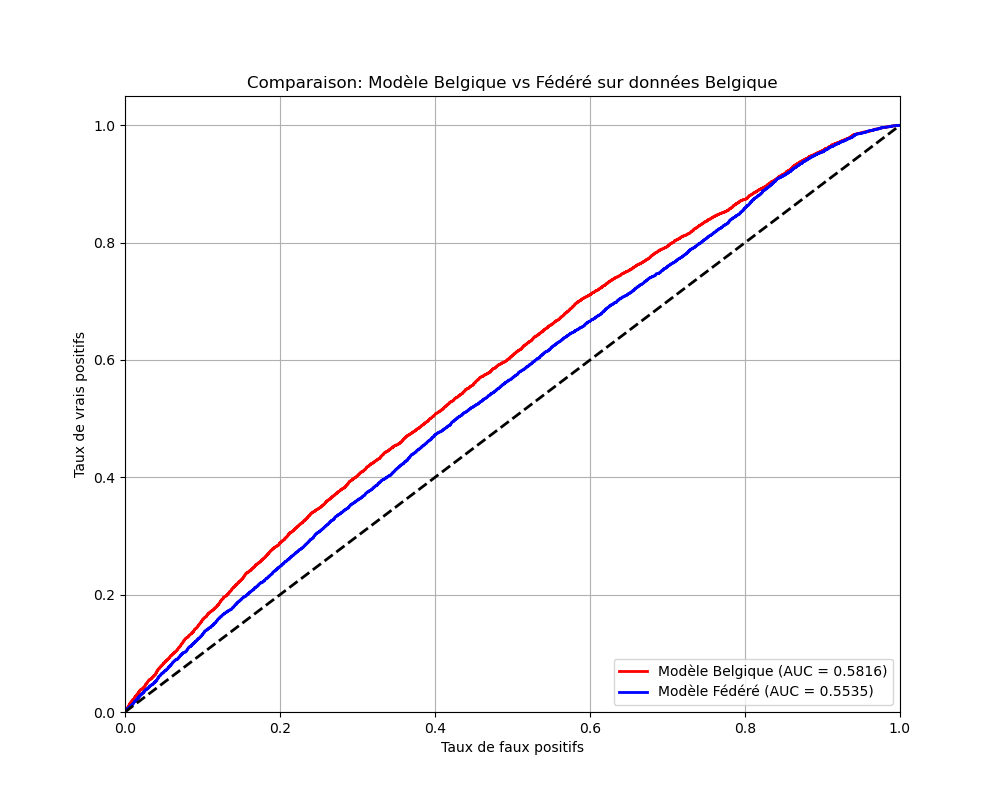 Comparaison: Modèle Belgique vs Fédéré sur données Belgique
Taux de vrais positifs
1.0
0.8
0.6
0.4
0.2
0.0
0.0 0.2 0.4 0.6 0.8 1.0
Taux de faux positifs
Modèle Belgique (AUC = 0.5816)
Modèle Fédéré (AUC = 0.5535)